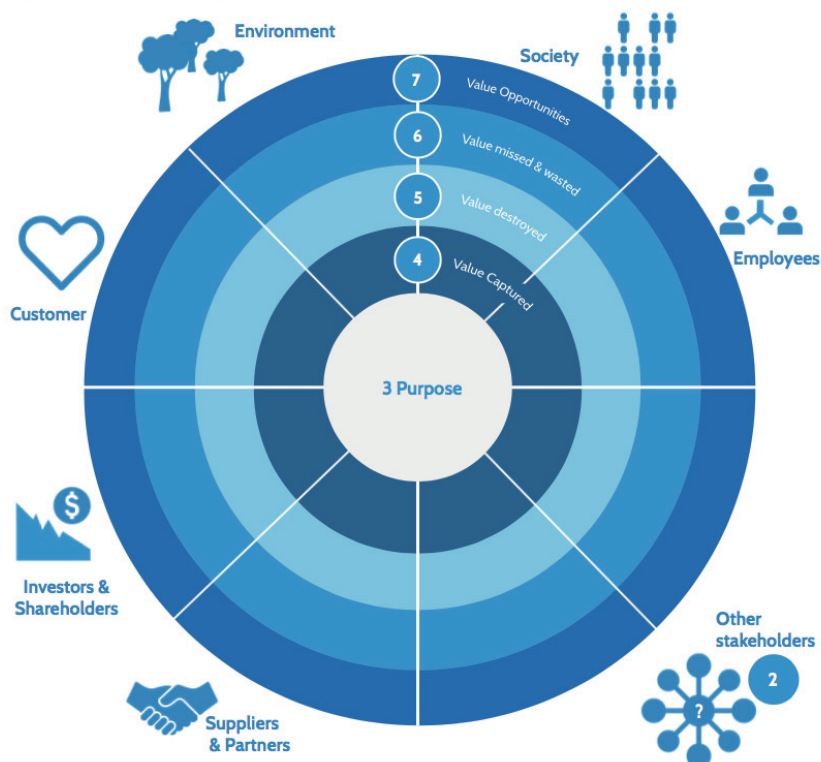 Environment
Society
7
Value Opportunities
6
Value missed & wasted
5
Value destroyed
4
Value Captured
Employees
Customer
3 Purpose
$
Investors &
Shareholders
Other
stakeholders
2
?
Suppliers
& Partners